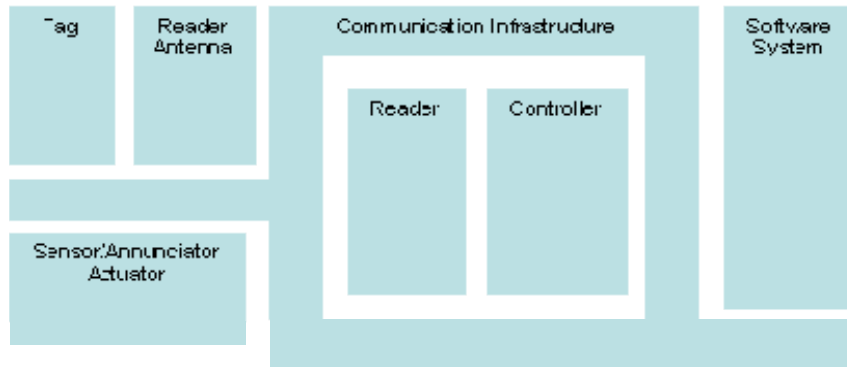 Tag
Reader
Antenna
Communication Infrastructure
Reader
Controller
Software
System
Sensor/Annunciator
Actuator